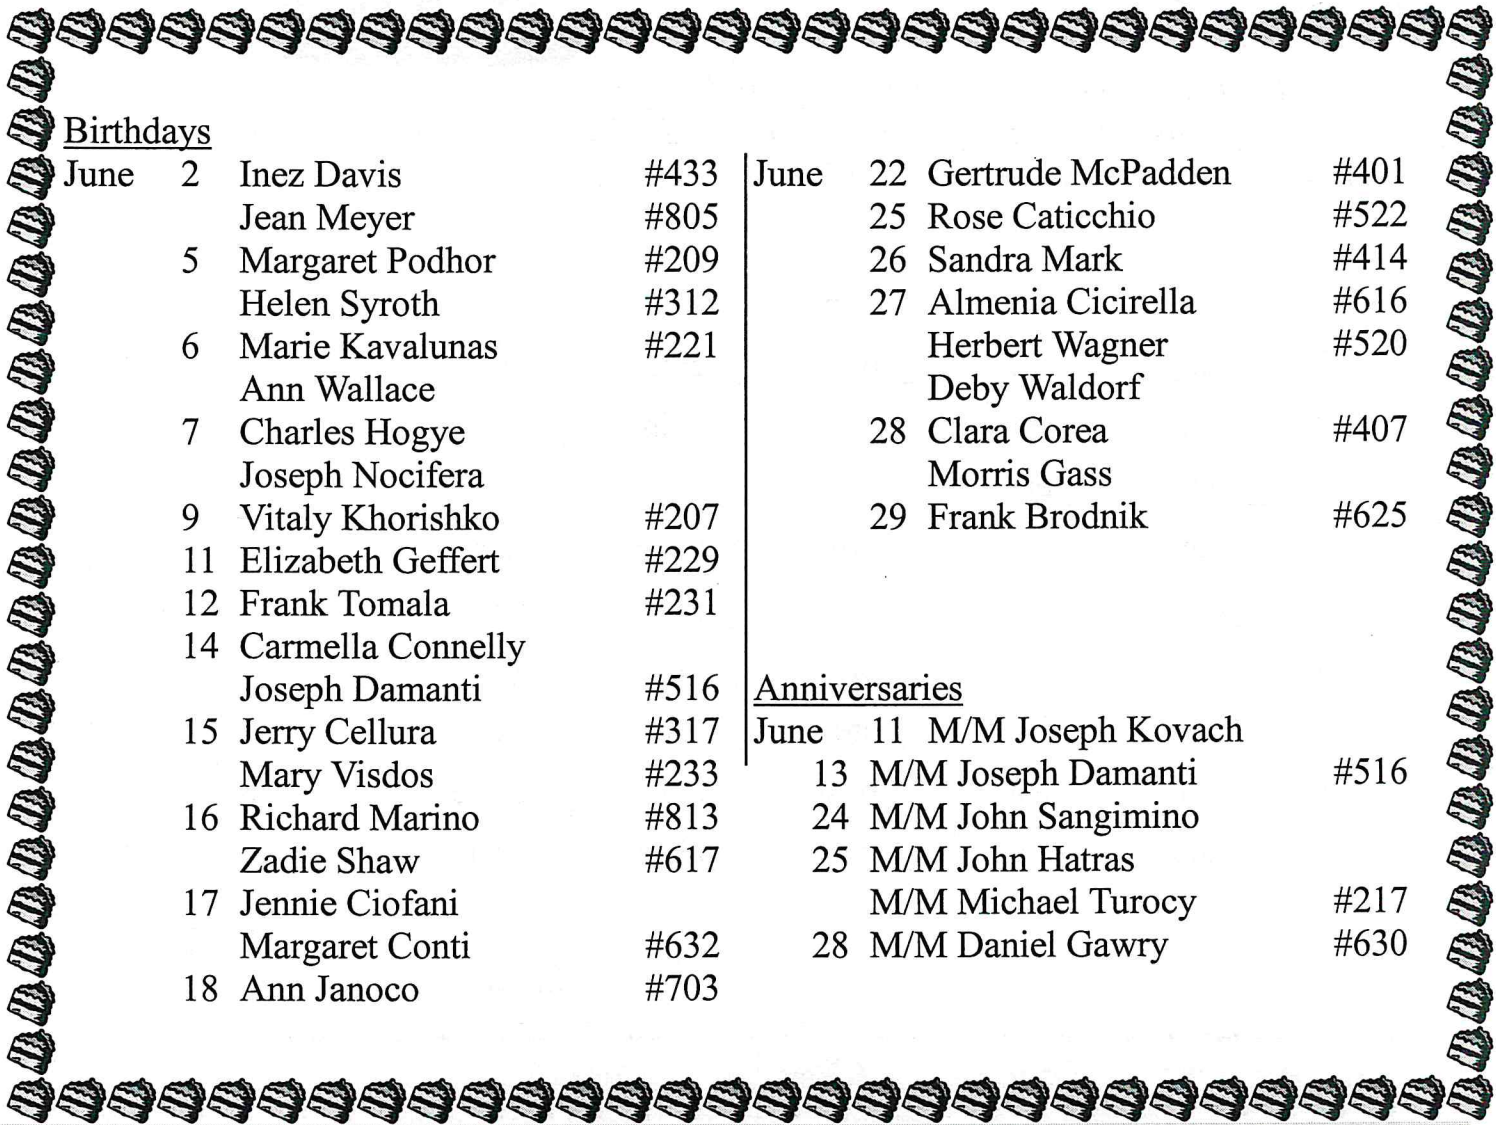 Birthdays
June 2 Inez Davis #433
Jean Meyer #805
5 Margaret Podhor #209
Helen Syroth #312
6 Marie Kavalunas #221
Ann Wallace
7 Charles Hogye
Joseph Nocifera
9 Vitaly Khorishko #207
11 Elizabeth Geffert #229
12 Frank Tomala #231
14 Carmella Connelly
Joseph Damanti #516
15 Jerry Cellura #317
Mary Visdos #233
16 Richard Marino #813
Zadie Shaw #617
17 Jennie Ciofani
Margaret Conti #632
18 Ann Janoco #703
June 22 Gertrude McPadden #401
25 Rose Caticchio #522
26 Sandra Mark #414
27 Almenia Cicirella #616
Herbert Wagner #520
Deby Waldorf
28 Clara Corea #407
Morris Gass
29 Frank Brodnik #625
Anniversaries
June 11 M/M Joseph Kovach
13 M/M Joseph Damanti #516
24 M/M John Sangimino
25 M/M John Hatras
M/M Michael Turocy #217
28 M/M Daniel Gawry #630